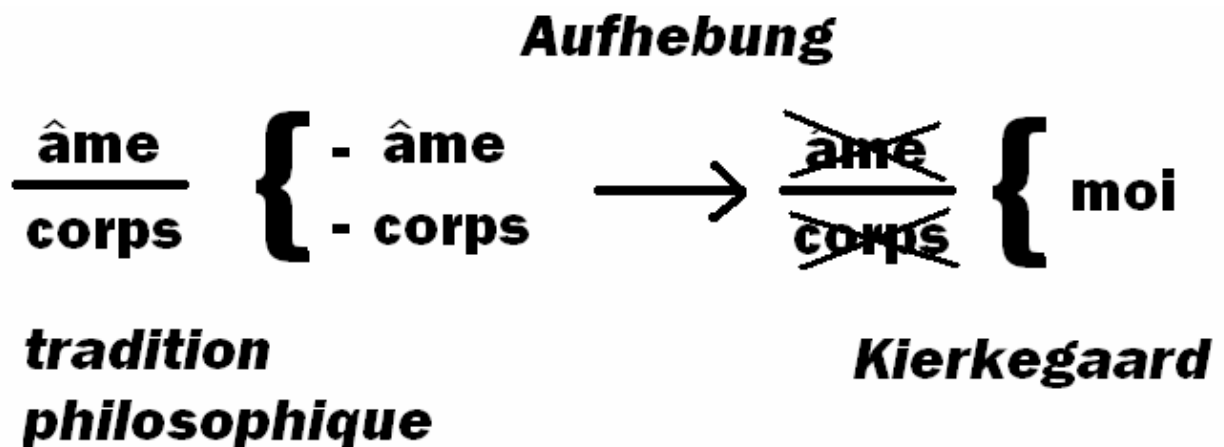 Aufhebung
âme
corps
{ - âme
- corps
→
âme
corps
{ moi
tradition
philosophique
Kierkegaard